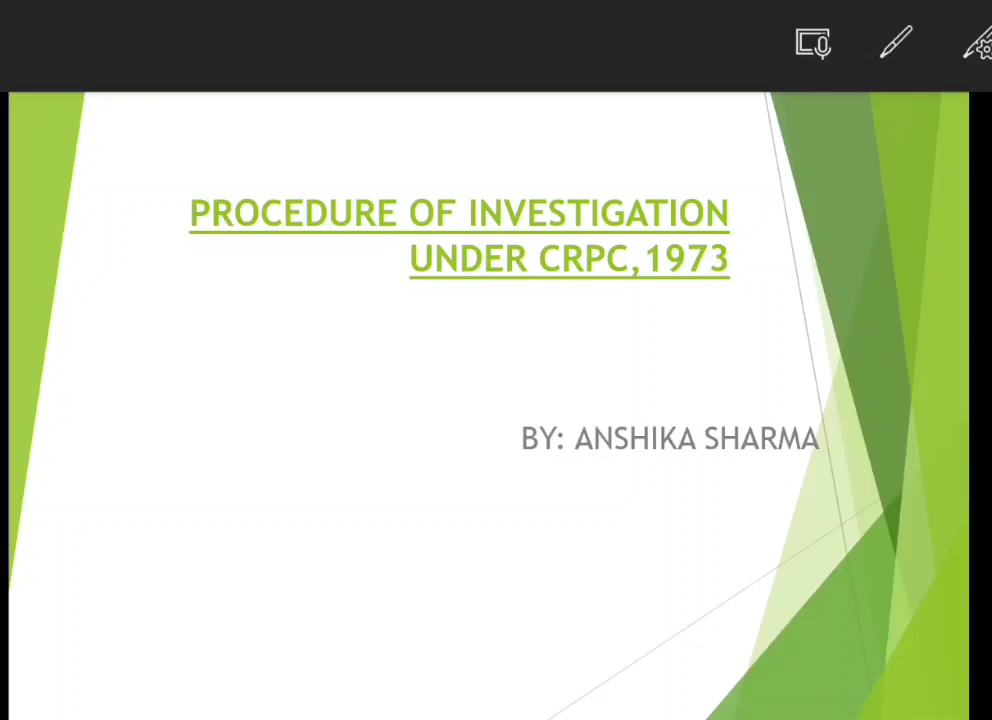 PROCEDURE OF INVESTIGATION
UNDER CRPC,1973
BY: ANSHIKA SHARMA